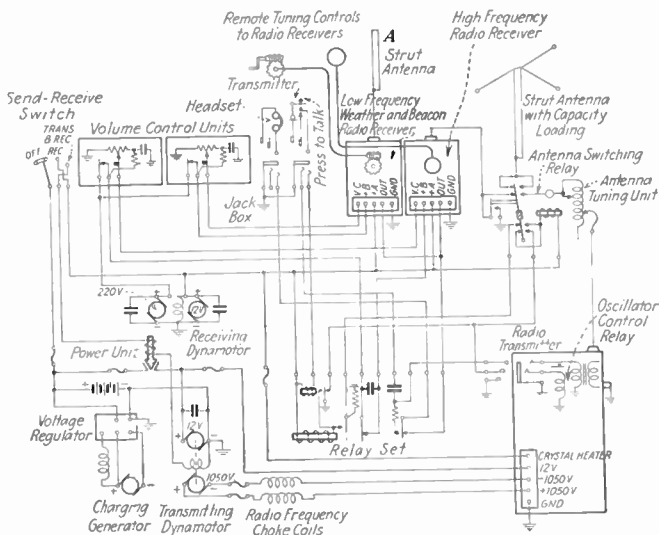 Remote Tuning Controls
to Radio Receivers
A
Strut
Antenna
High Frequency
Radio Receiver
Transmitter
Send-Receive
Switch
TRANS
B REC
OFF
REC
Volume Control Units
Headset
"Press to Talk"
Low Frequency
Weather and Beacon
Radio Receiver
Strut Antenna
with Capacity
Loading
Antenna Switching
Relay
Antenna
Tuning Unit
Jack
Box
V.C
+B
+A
OUT
GND
V.C
+B
+A
OUT
GND
220V
12V
Receiving
Dynamotor
Power Unit
Oscillator
Control
Relay
Radio
Transmitter
Voltage
Regulator
12V
Relay Set
1050V
Charging
Generator
Transmitting
Dynamotor
Radio Frequency
Choke Coils
CRYSTAL HEATER
12V
-1050V
+1050V
GND